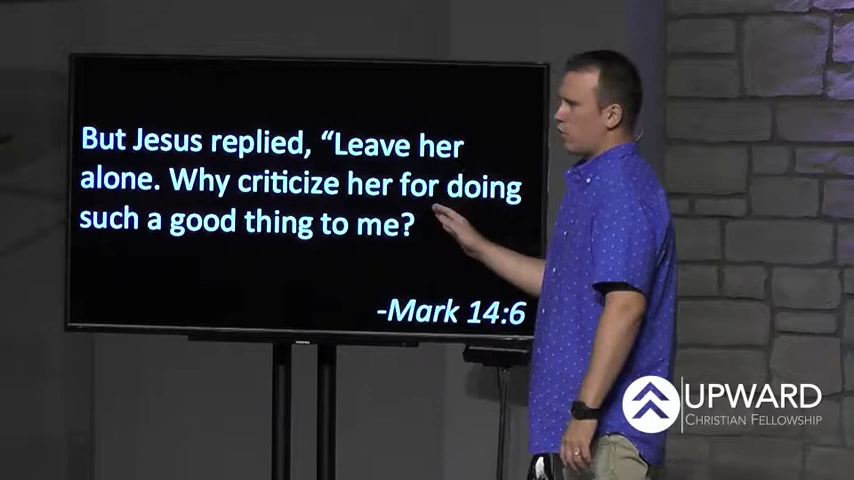 But Jesus replied, “Leave her
alone. Why criticize her for doing
such a good thing to me?
-Mark 14:6
UPWARD
CHRISTIAN FELLOWSHIP